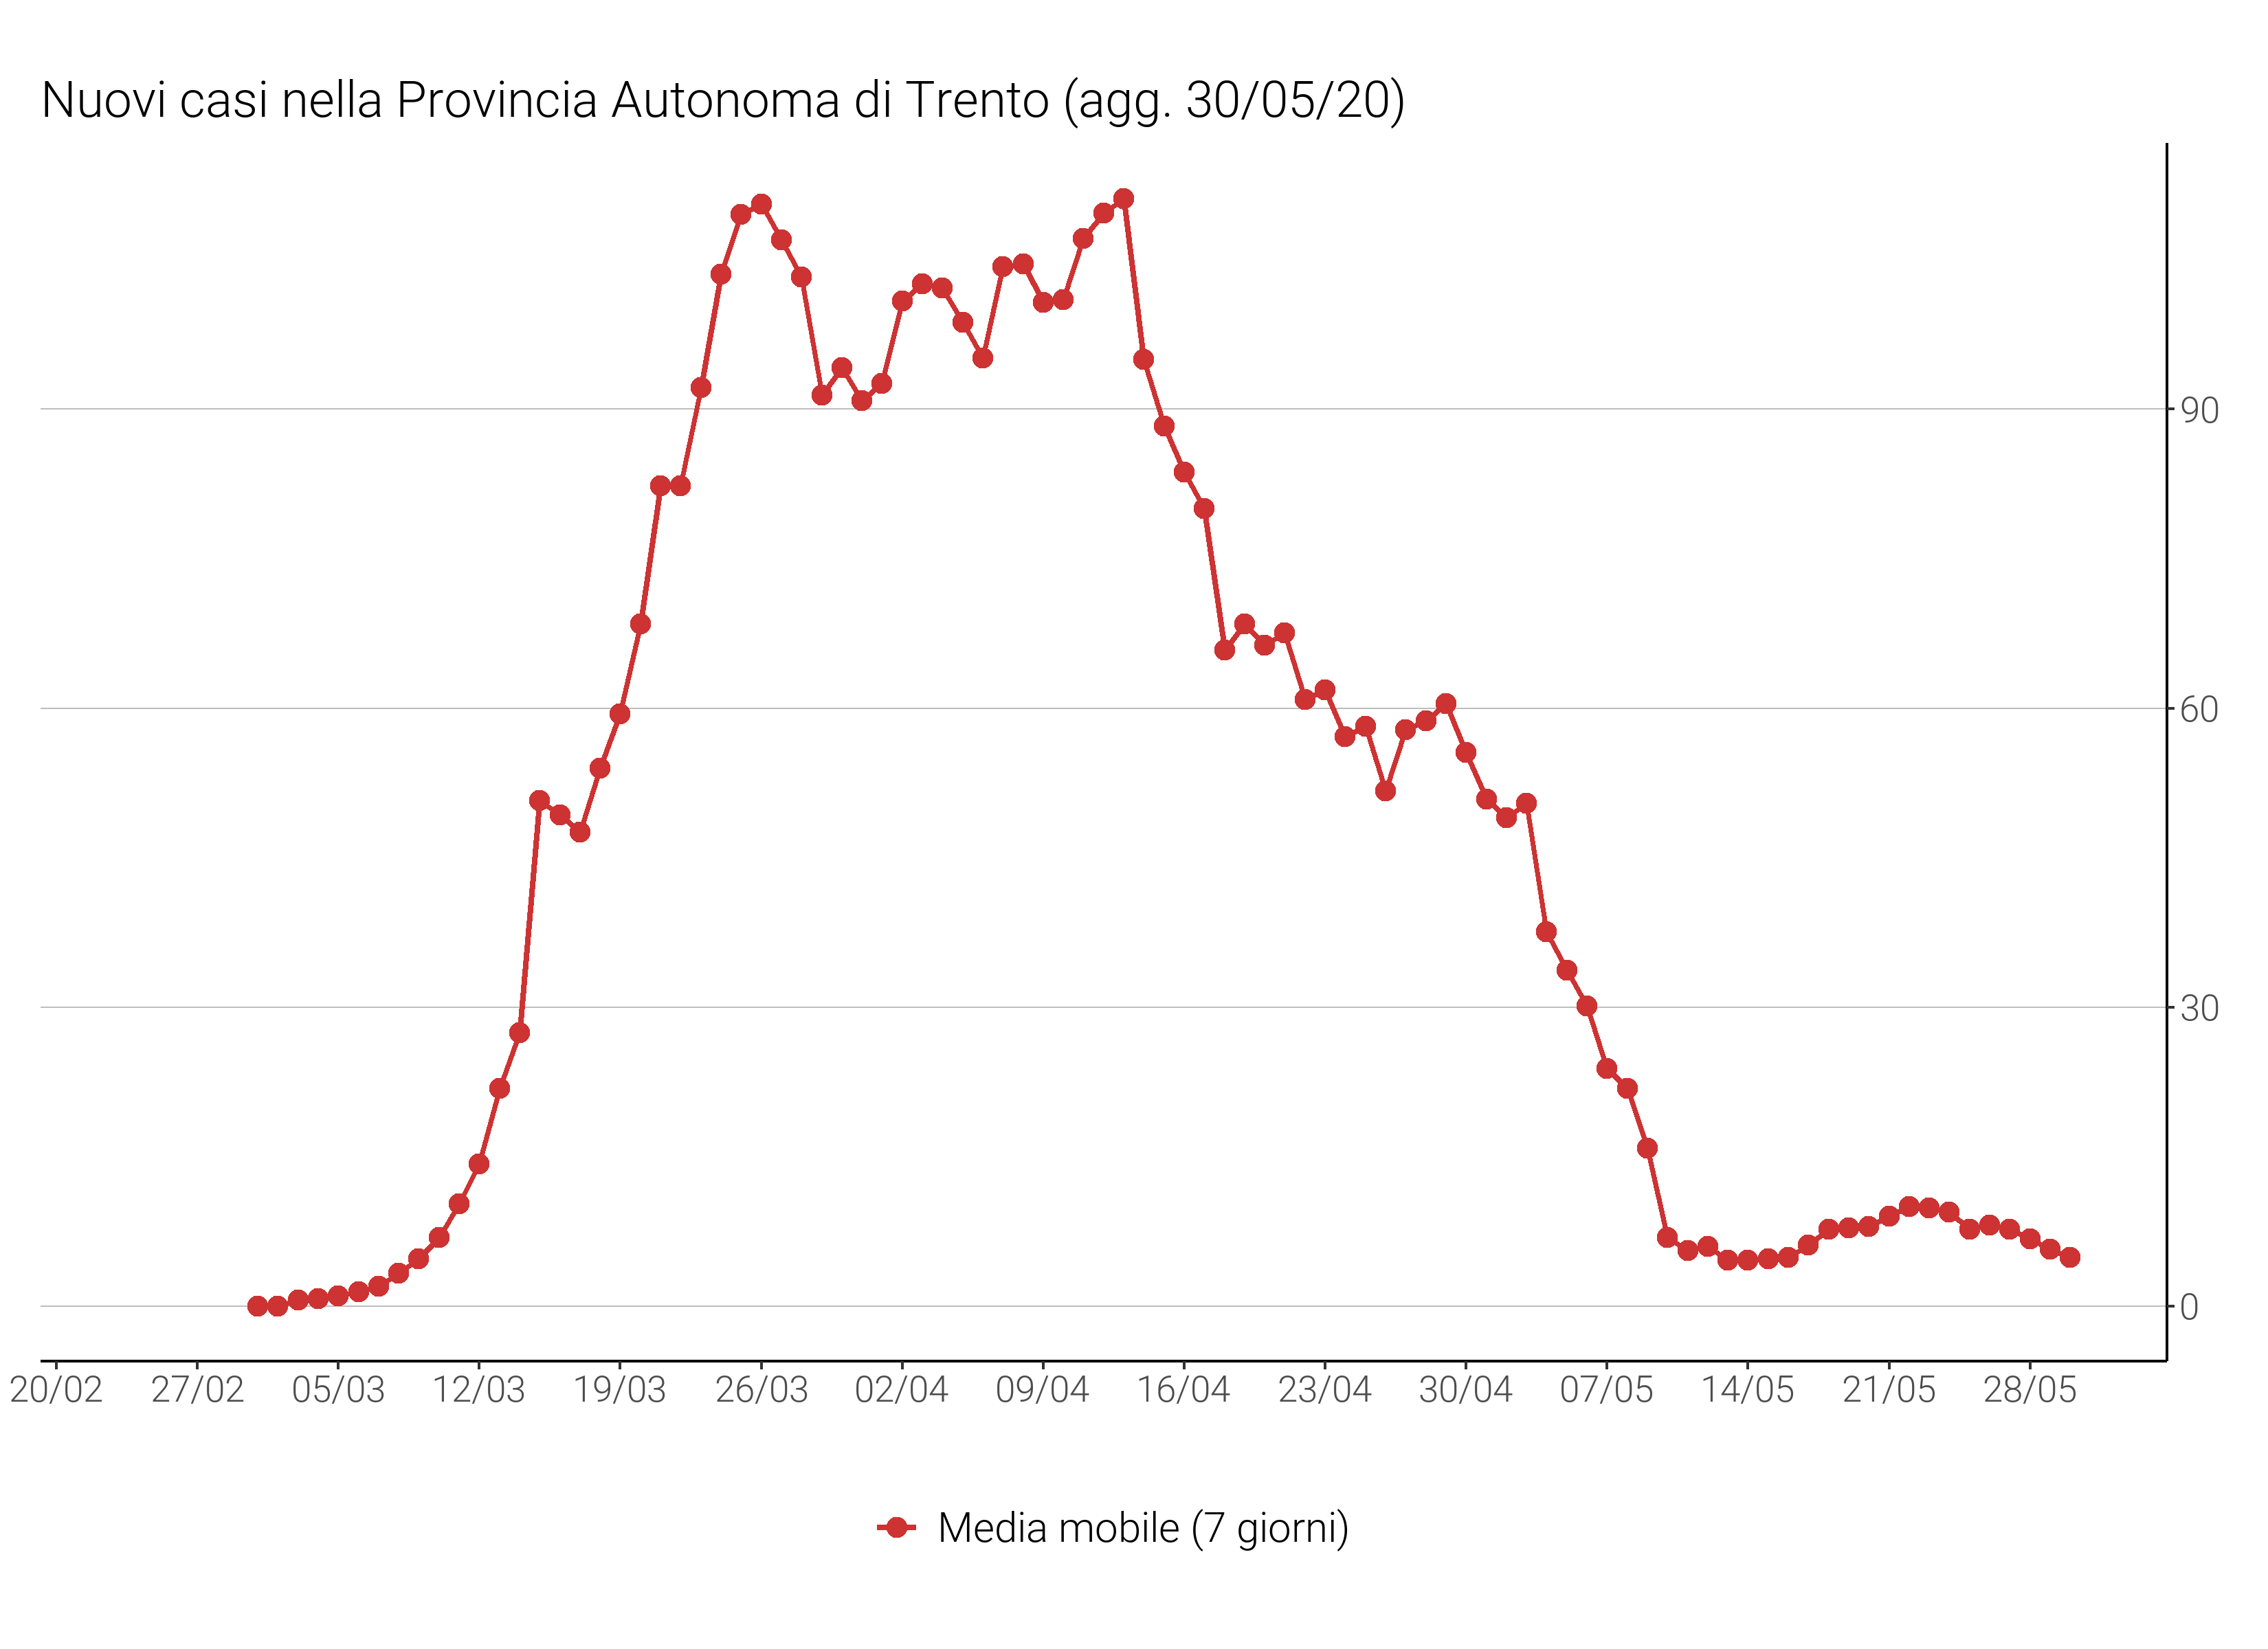 Nuovi casi nella Provincia Autonoma di Trento (agg. 30/05/20)
90
60
30
0
20/02 27/02 05/03 12/03 19/03 26/03 02/04 09/04 16/04 23/04 30/04 07/05 14/05 21/05 28/05
Media mobile (7 giorni)